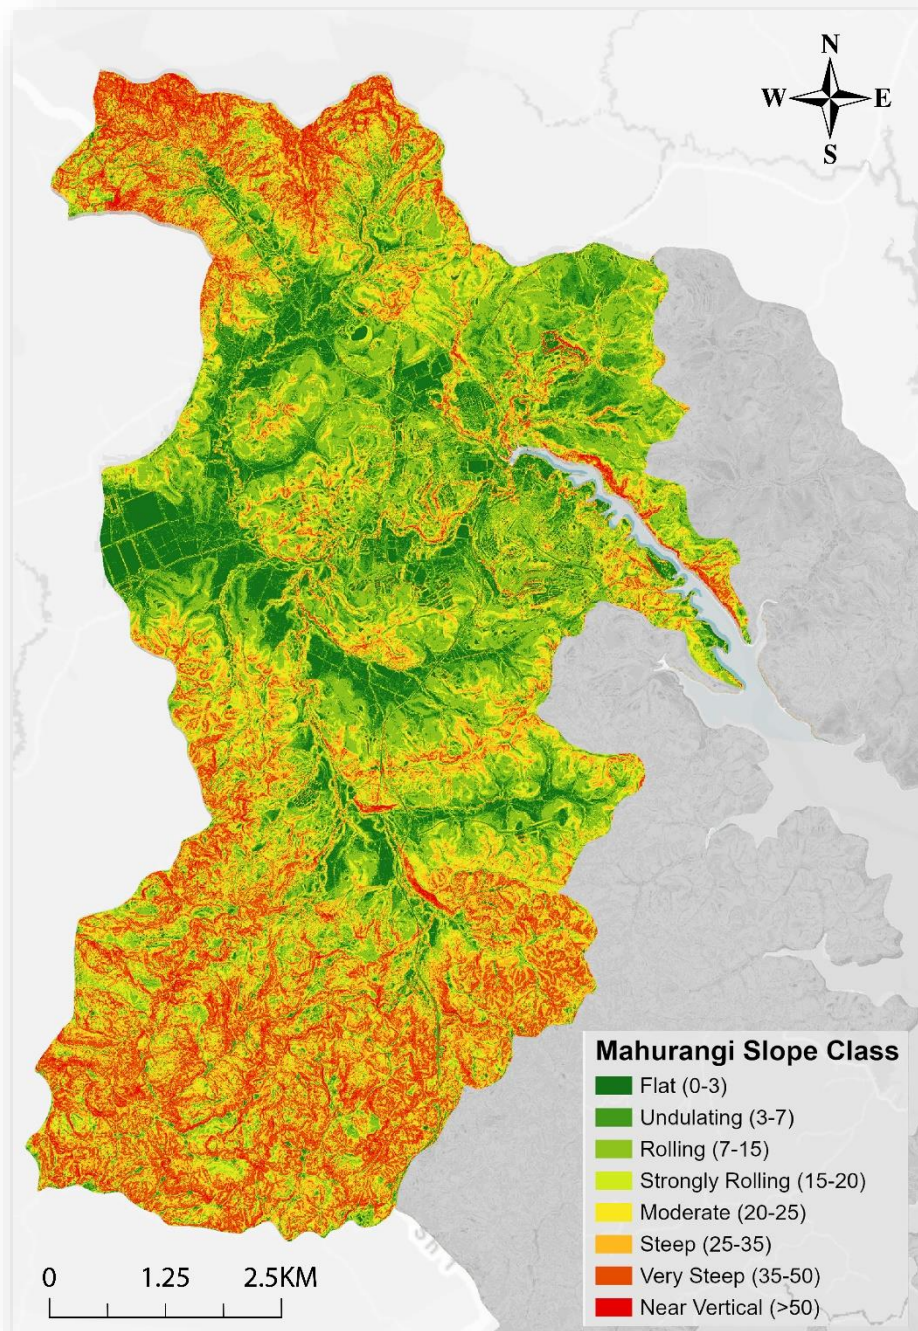 N
W E
S
Mahurangi Slope Class
Flat (0-3)
Undulating (3-7)
Rolling (7-15)
Strongly Rolling (15-20)
Moderate (20-25)
Steep (25-35)
Very Steep (35-50)
Near Vertical (>50)
0 1.25 2.5KM